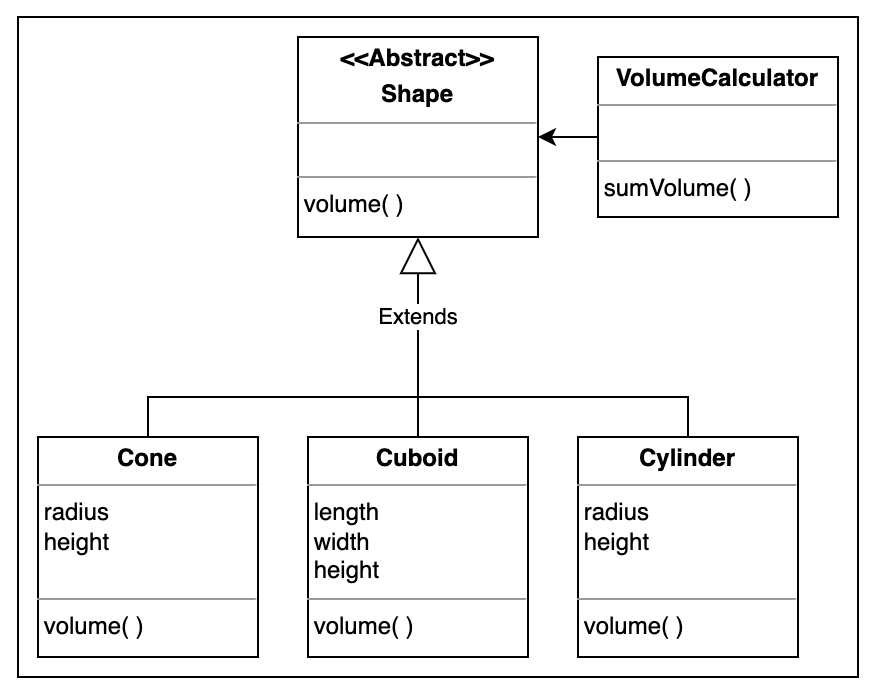 <<Abstract>>
Shape
volume( )
VolumeCalculator
sumVolume( )
Extends
Cone
radius
height
volume( )
Cuboid
length
width
height
volume( )
Cylinder
radius
height
volume( )